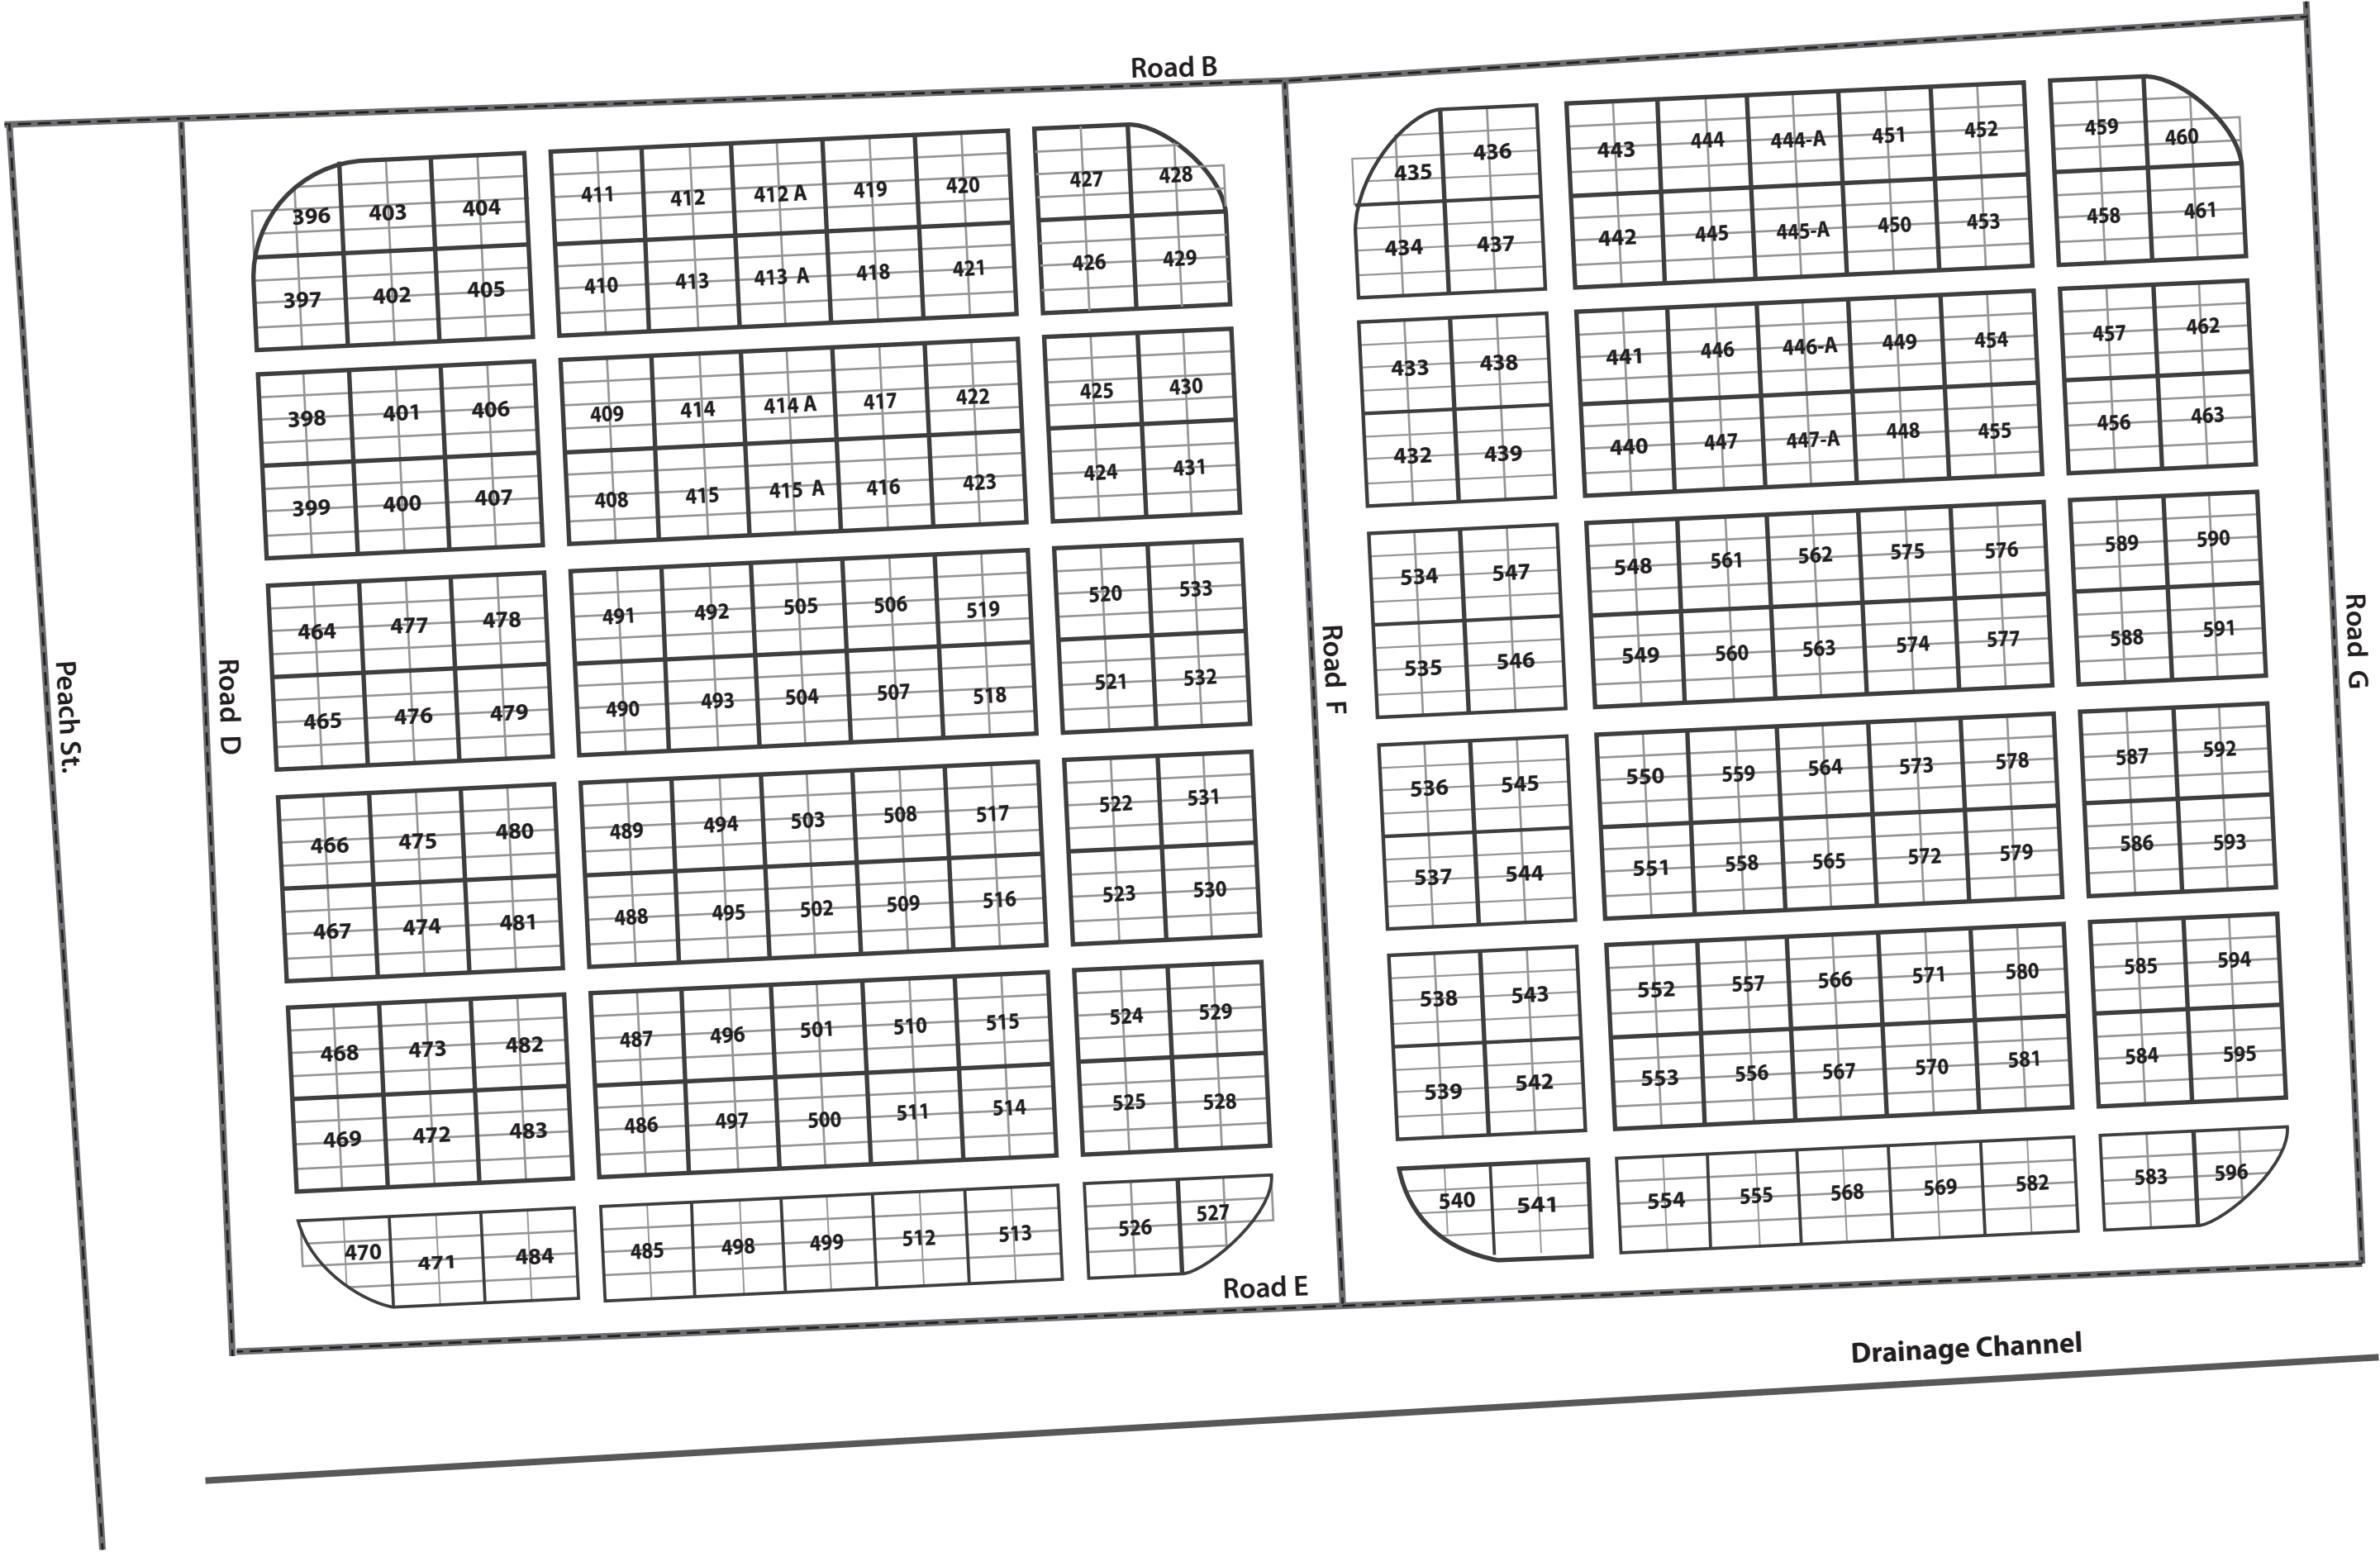 Road B
396 403 404 411 412 412 A 419 420 427 428
397 402 405 410 413 413 A 418 421 426 429
398 401 406 409 414 414 A 417 422 425 430
399 400 407 408 415 415 A 416 423 424 431
464 477 478 491 492 505 506 519 520 533
465 476 479 490 493 504 507 518 521 532
466 475 480 489 494 503 508 517 522 531
467 474 481 488 495 502 509 516 523 530
468 473 482 487 496 501 510 515 524 529
469 472 483 486 497 500 511 514 525 528
470 471 484 485 498 499 512 513 526 527
Peach St.
Road D
Road F
435 436 443 444 444-A 451 452 459 460
434 437 442 445 445-A 450 453 458 461
433 438 441 446 446-A 449 454 457 462
432 439 440 447 447-A 448 455 456 463
534 547 548 561 562 575 576 589 590
535 546 549 560 563 574 577 588 591
536 545 550 559 564 573 578 587 592
537 544 551 558 565 572 579 586 593
538 543 552 557 566 571 580 585 594
539 542 553 556 567 570 581 584 595
540 541 554 555 568 569 582 583 596
Road G
Road E
Drainage Channel